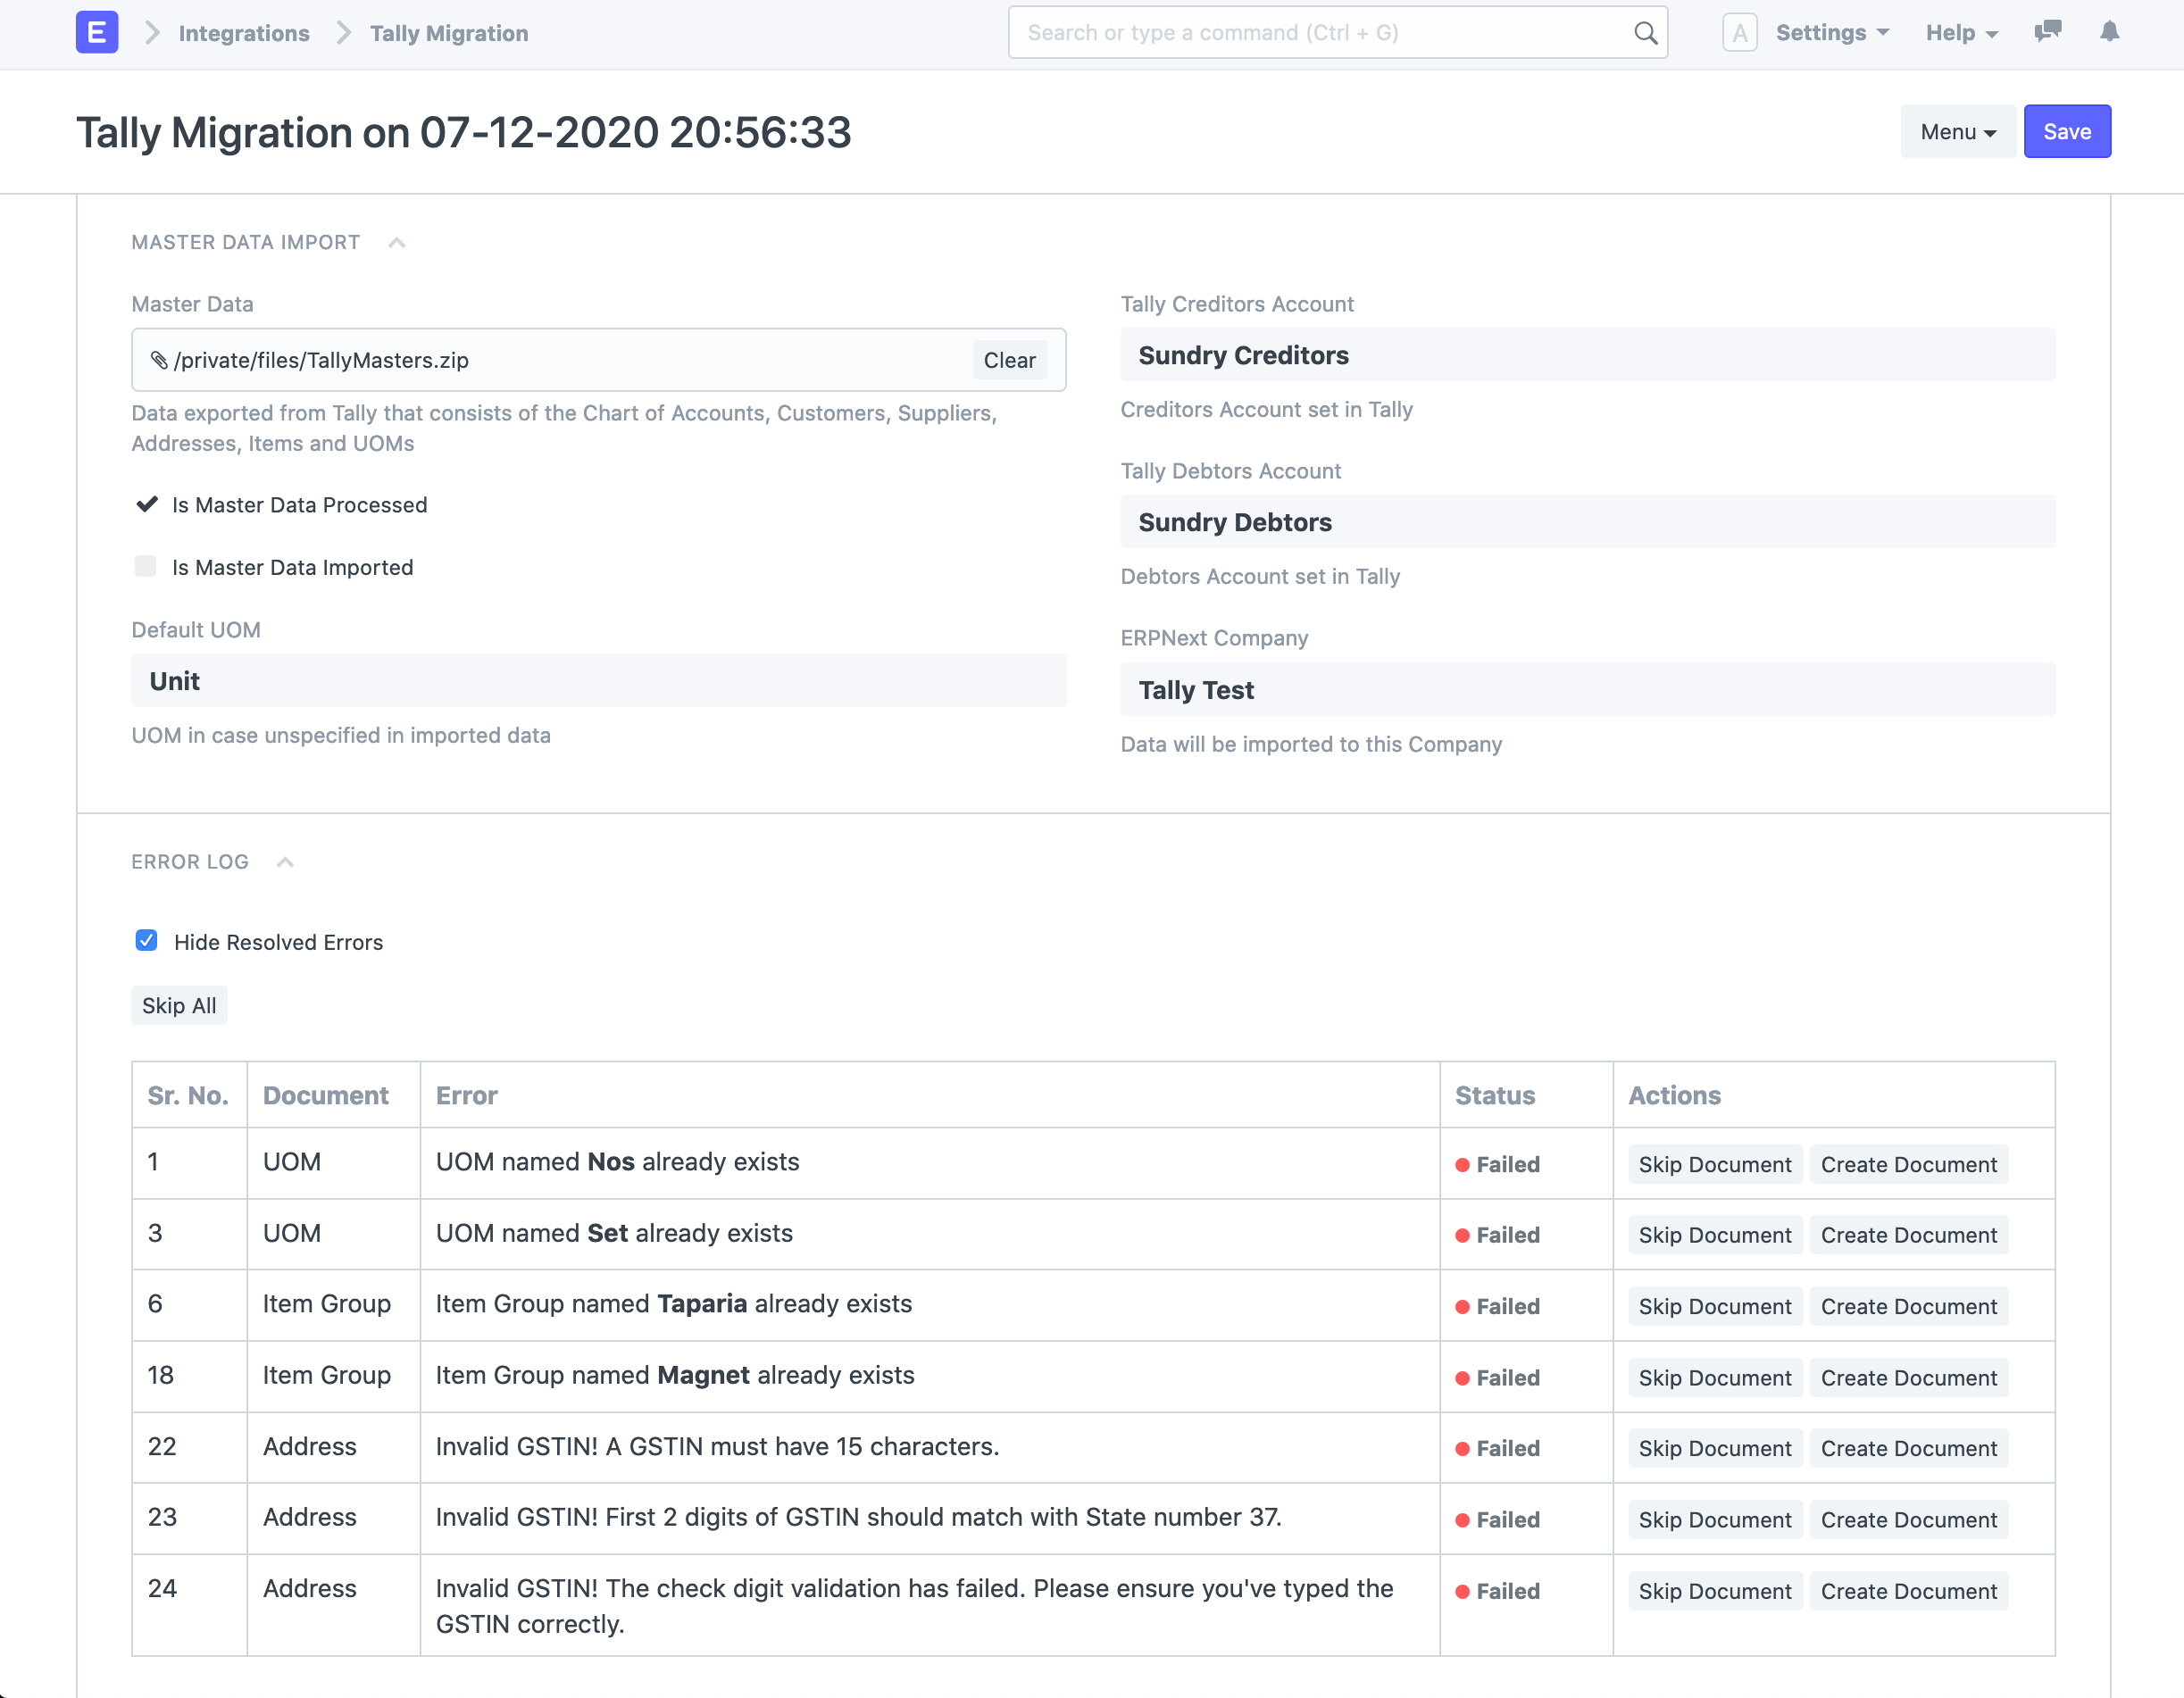 E Integrations Tally Migration Search or type a command (Ctrl + G) A Settings Help
Tally Migration on 07-12-2020 20:56:33 Menu Save
MASTER DATA IMPORT
Master Data
/private/files/TallyMasters.zip Clear
Data exported from Tally that consists of the Chart of Accounts, Customers, Suppliers,
Addresses, Items and UOMs
Is Master Data Processed
Is Master Data Imported
Default UOM
Unit
UOM in case unspecified in imported data
Tally Creditors Account
Sundry Creditors
Creditors Account set in Tally
Tally Debtors Account
Sundry Debtors
Debtors Account set in Tally
ERPNext Company
Tally Test
Data will be imported to this Company
ERROR LOG
Hide Resolved Errors
Skip All
Sr. No. Document Error Status Actions
1 UOM UOM named Nos already exists Failed Skip Document Create Document
3 UOM UOM named Set already exists Failed Skip Document Create Document
6 Item Group Item Group named Taparia already exists Failed Skip Document Create Document
18 Item Group Item Group named Magnet already exists Failed Skip Document Create Document
22 Address Invalid GSTIN! A GSTIN must have 15 characters. Failed Skip Document Create Document
23 Address Invalid GSTIN! First 2 digits of GSTIN should match with State number 37. Failed Skip Document Create Document
24 Address Invalid GSTIN! The check digit validation has failed. Please ensure you've typed the Failed Skip Document Create Document
GSTIN correctly.